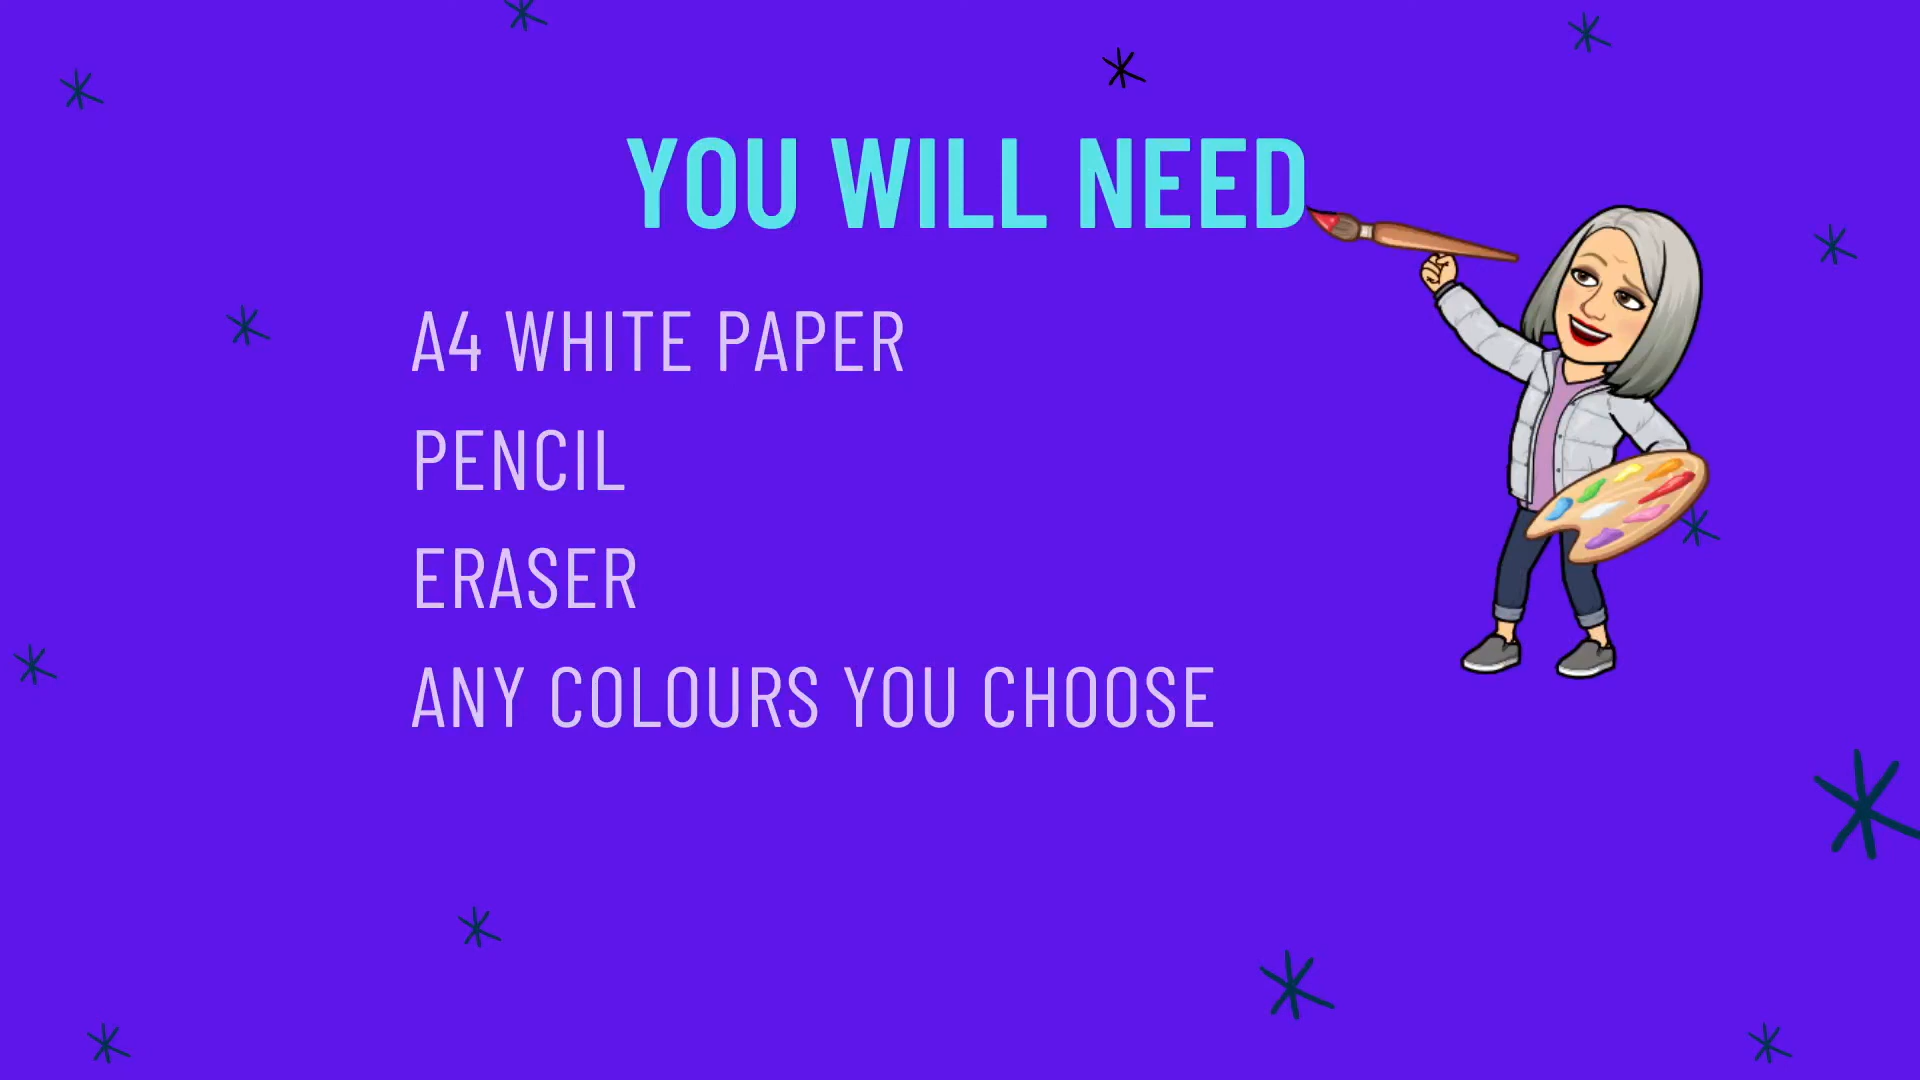 YOU WILL NEED
A4 WHITE PAPER
PENCIL
ERASER
ANY COLOURS YOU CHOOSE